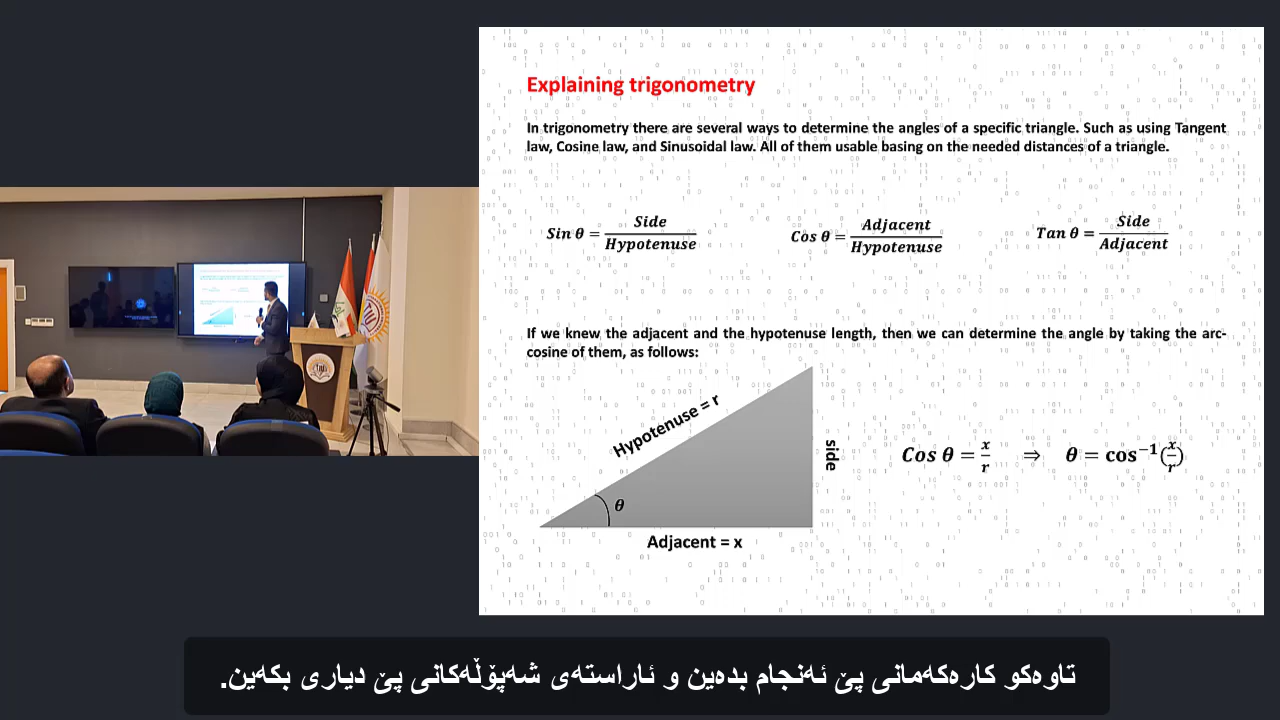 Explaining trigonometry
In trigonometry there are several ways to determine the angles of a specific triangle. Such as using Tangent
law, Cosine law, and Sinusoidal law. All of them usable basing on the needed distances of a triangle.
Sin θ = Side/Hypotenuse
Cos θ = Adjacent/Hypotenuse
Tan θ = Side/Adjacent
If we knew the adjacent and the hypotenuse length, then we can determine the angle by taking the arc-
cosine of them, as follows:
Hypotenuse = r
side
θ
Adjacent = x
Cos θ = x/r ⇒ θ = cos⁻¹(x/r)
تاوەکو کارەکەمانی پێ ئەنجام بدەین و ئاراستەی شەپۆڵەکانی پێ دیاری بکەین.